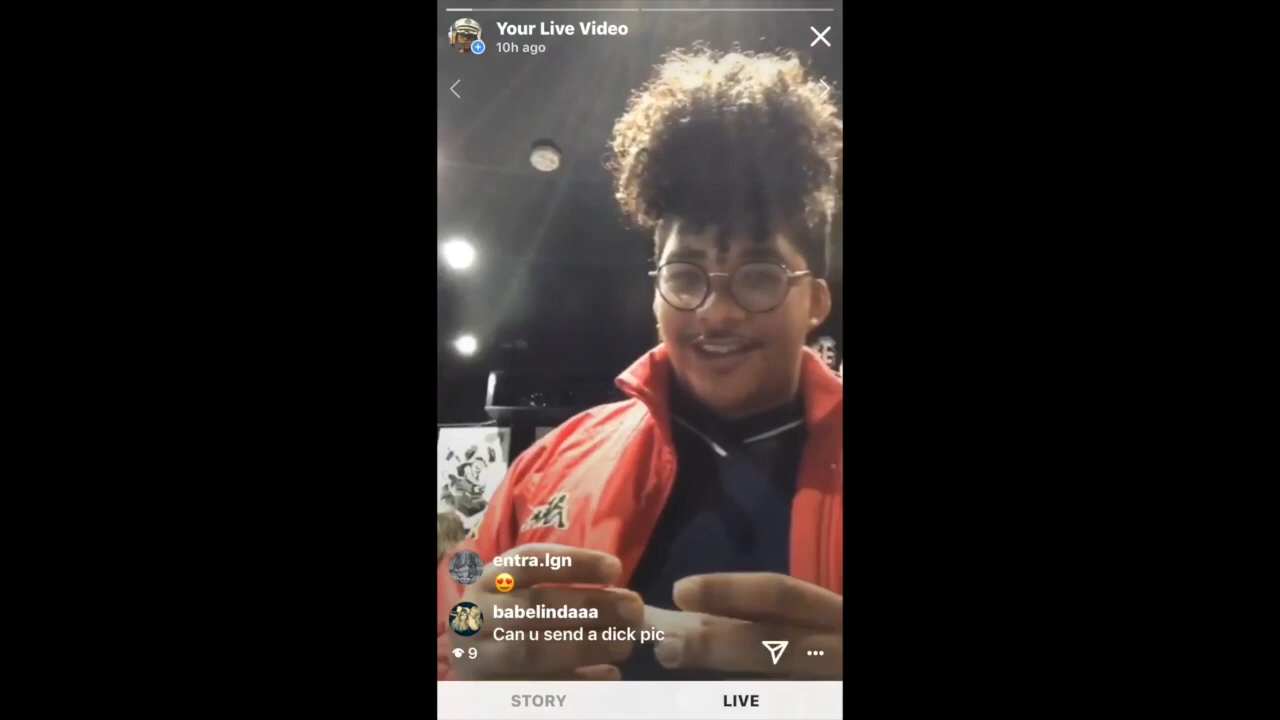 Your Live Video
10h ago
entra.lgn
😍
babelindaaa
Can u send a dick pic
9
STORY
LIVE